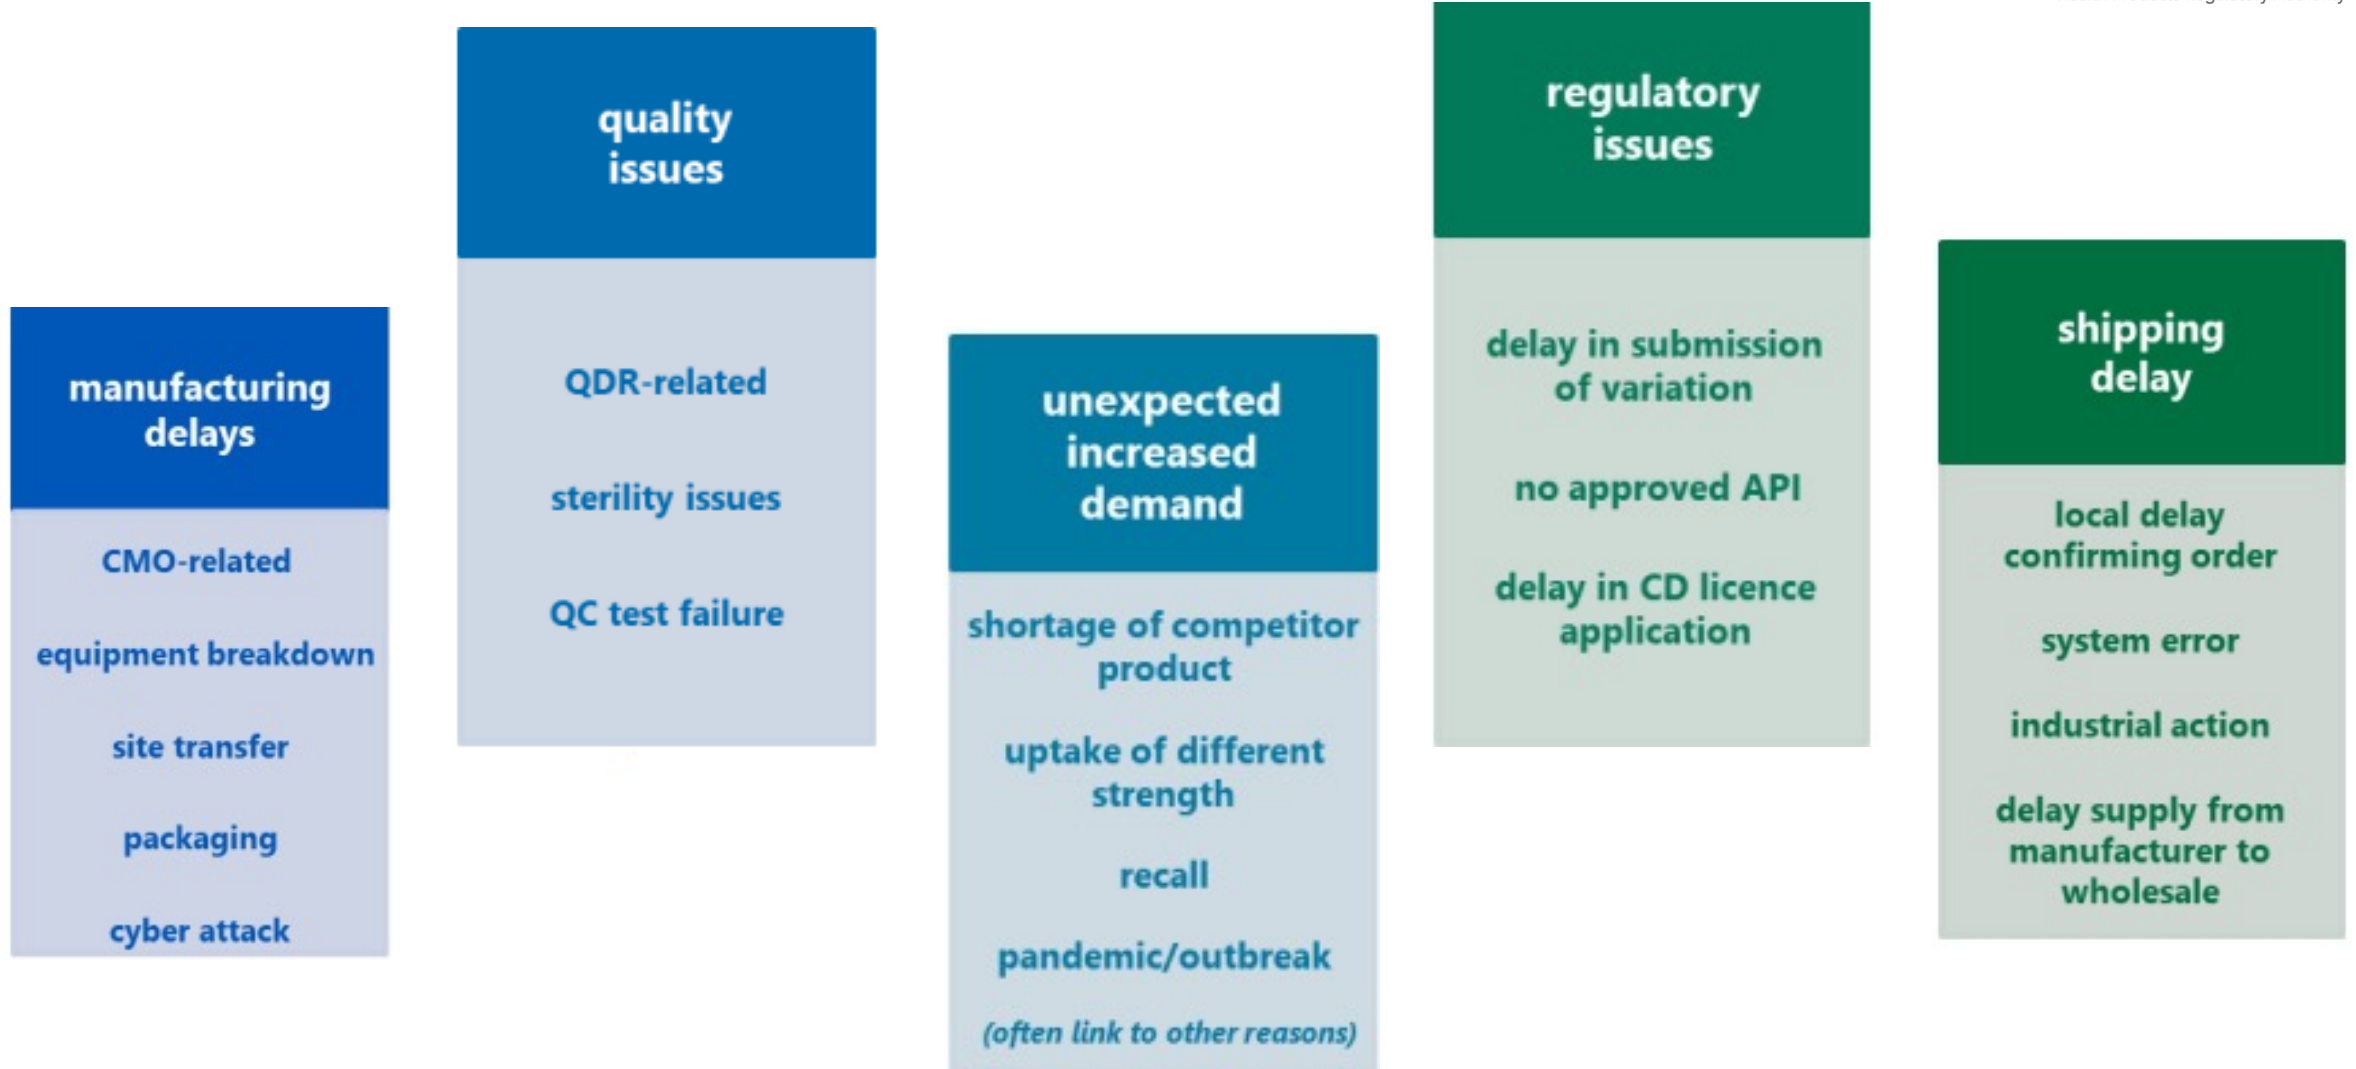 manufacturing
delays
CMO-related
equipment breakdown
site transfer
packaging
cyber attack
quality
issues
QDR-related
sterility issues
QC test failure
unexpected
increased
demand
shortage of competitor
product
uptake of different
strength
recall
pandemic/outbreak
(often link to other reasons)
regulatory
issues
delay in submission
of variation
no approved API
delay in CD licence
application
shipping
delay
local delay
confirming order
system error
industrial action
delay supply from
manufacturer to
wholesale